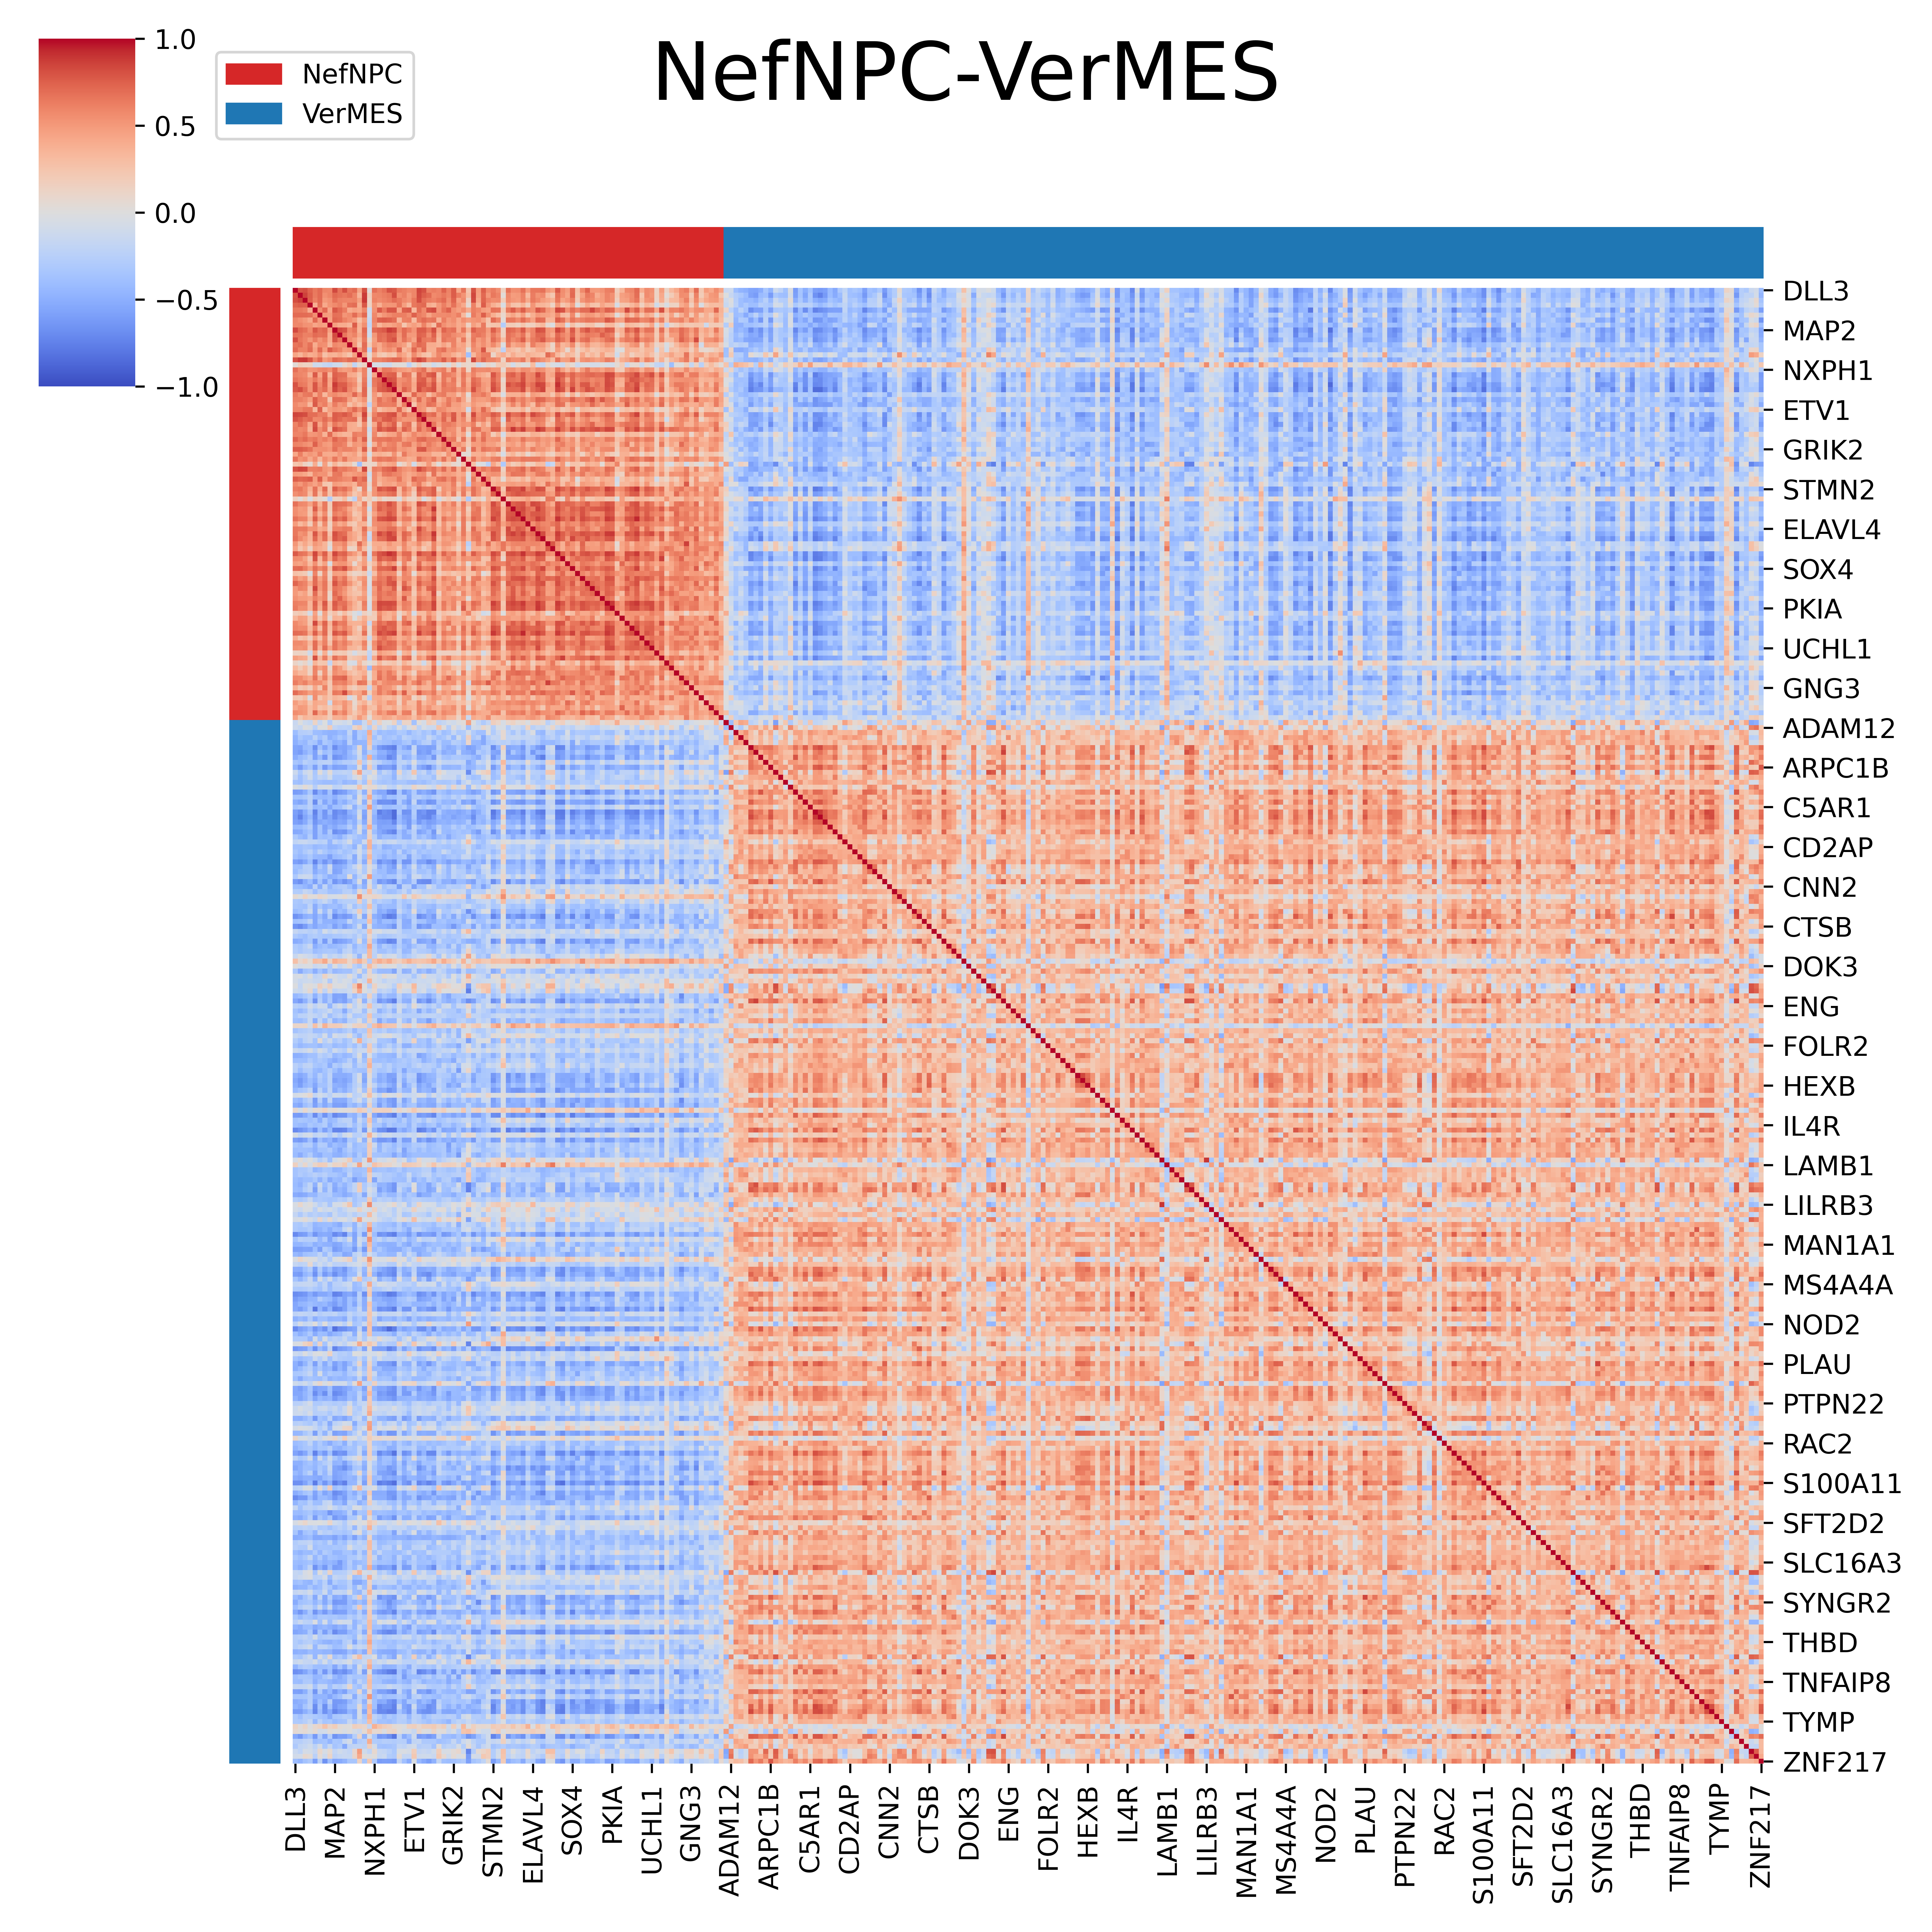 NefNPC-VerMES
1.0
0.5
0.0
−0.5
−1.0
NefNPC
VerMES
DLL3
MAP2
NXPH1
ETV1
GRIK2
STMN2
ELAVL4
SOX4
PKIA
UCHL1
GNG3
ADAM12
ARPC1B
C5AR1
CD2AP
CNN2
CTSB
DOK3
ENG
FOLR2
HEXB
IL4R
LAMB1
LILRB3
MAN1A1
MS4A4A
NOD2
PLAU
PTPN22
RAC2
S100A11
SFT2D2
SLC16A3
SYNGR2
THBD
TNFAIP8
TYMP
ZNF217
DLL3
MAP2
NXPH1
ETV1
GRIK2
STMN2
ELAVL4
SOX4
PKIA
UCHL1
GNG3
ADAM12
ARPC1B
C5AR1
CD2AP
CNN2
CTSB
DOK3
ENG
FOLR2
HEXB
IL4R
LAMB1
LILRB3
MAN1A1
MS4A4A
NOD2
PLAU
PTPN22
RAC2
S100A11
SFT2D2
SLC16A3
SYNGR2
THBD
TNFAIP8
TYMP
ZNF217